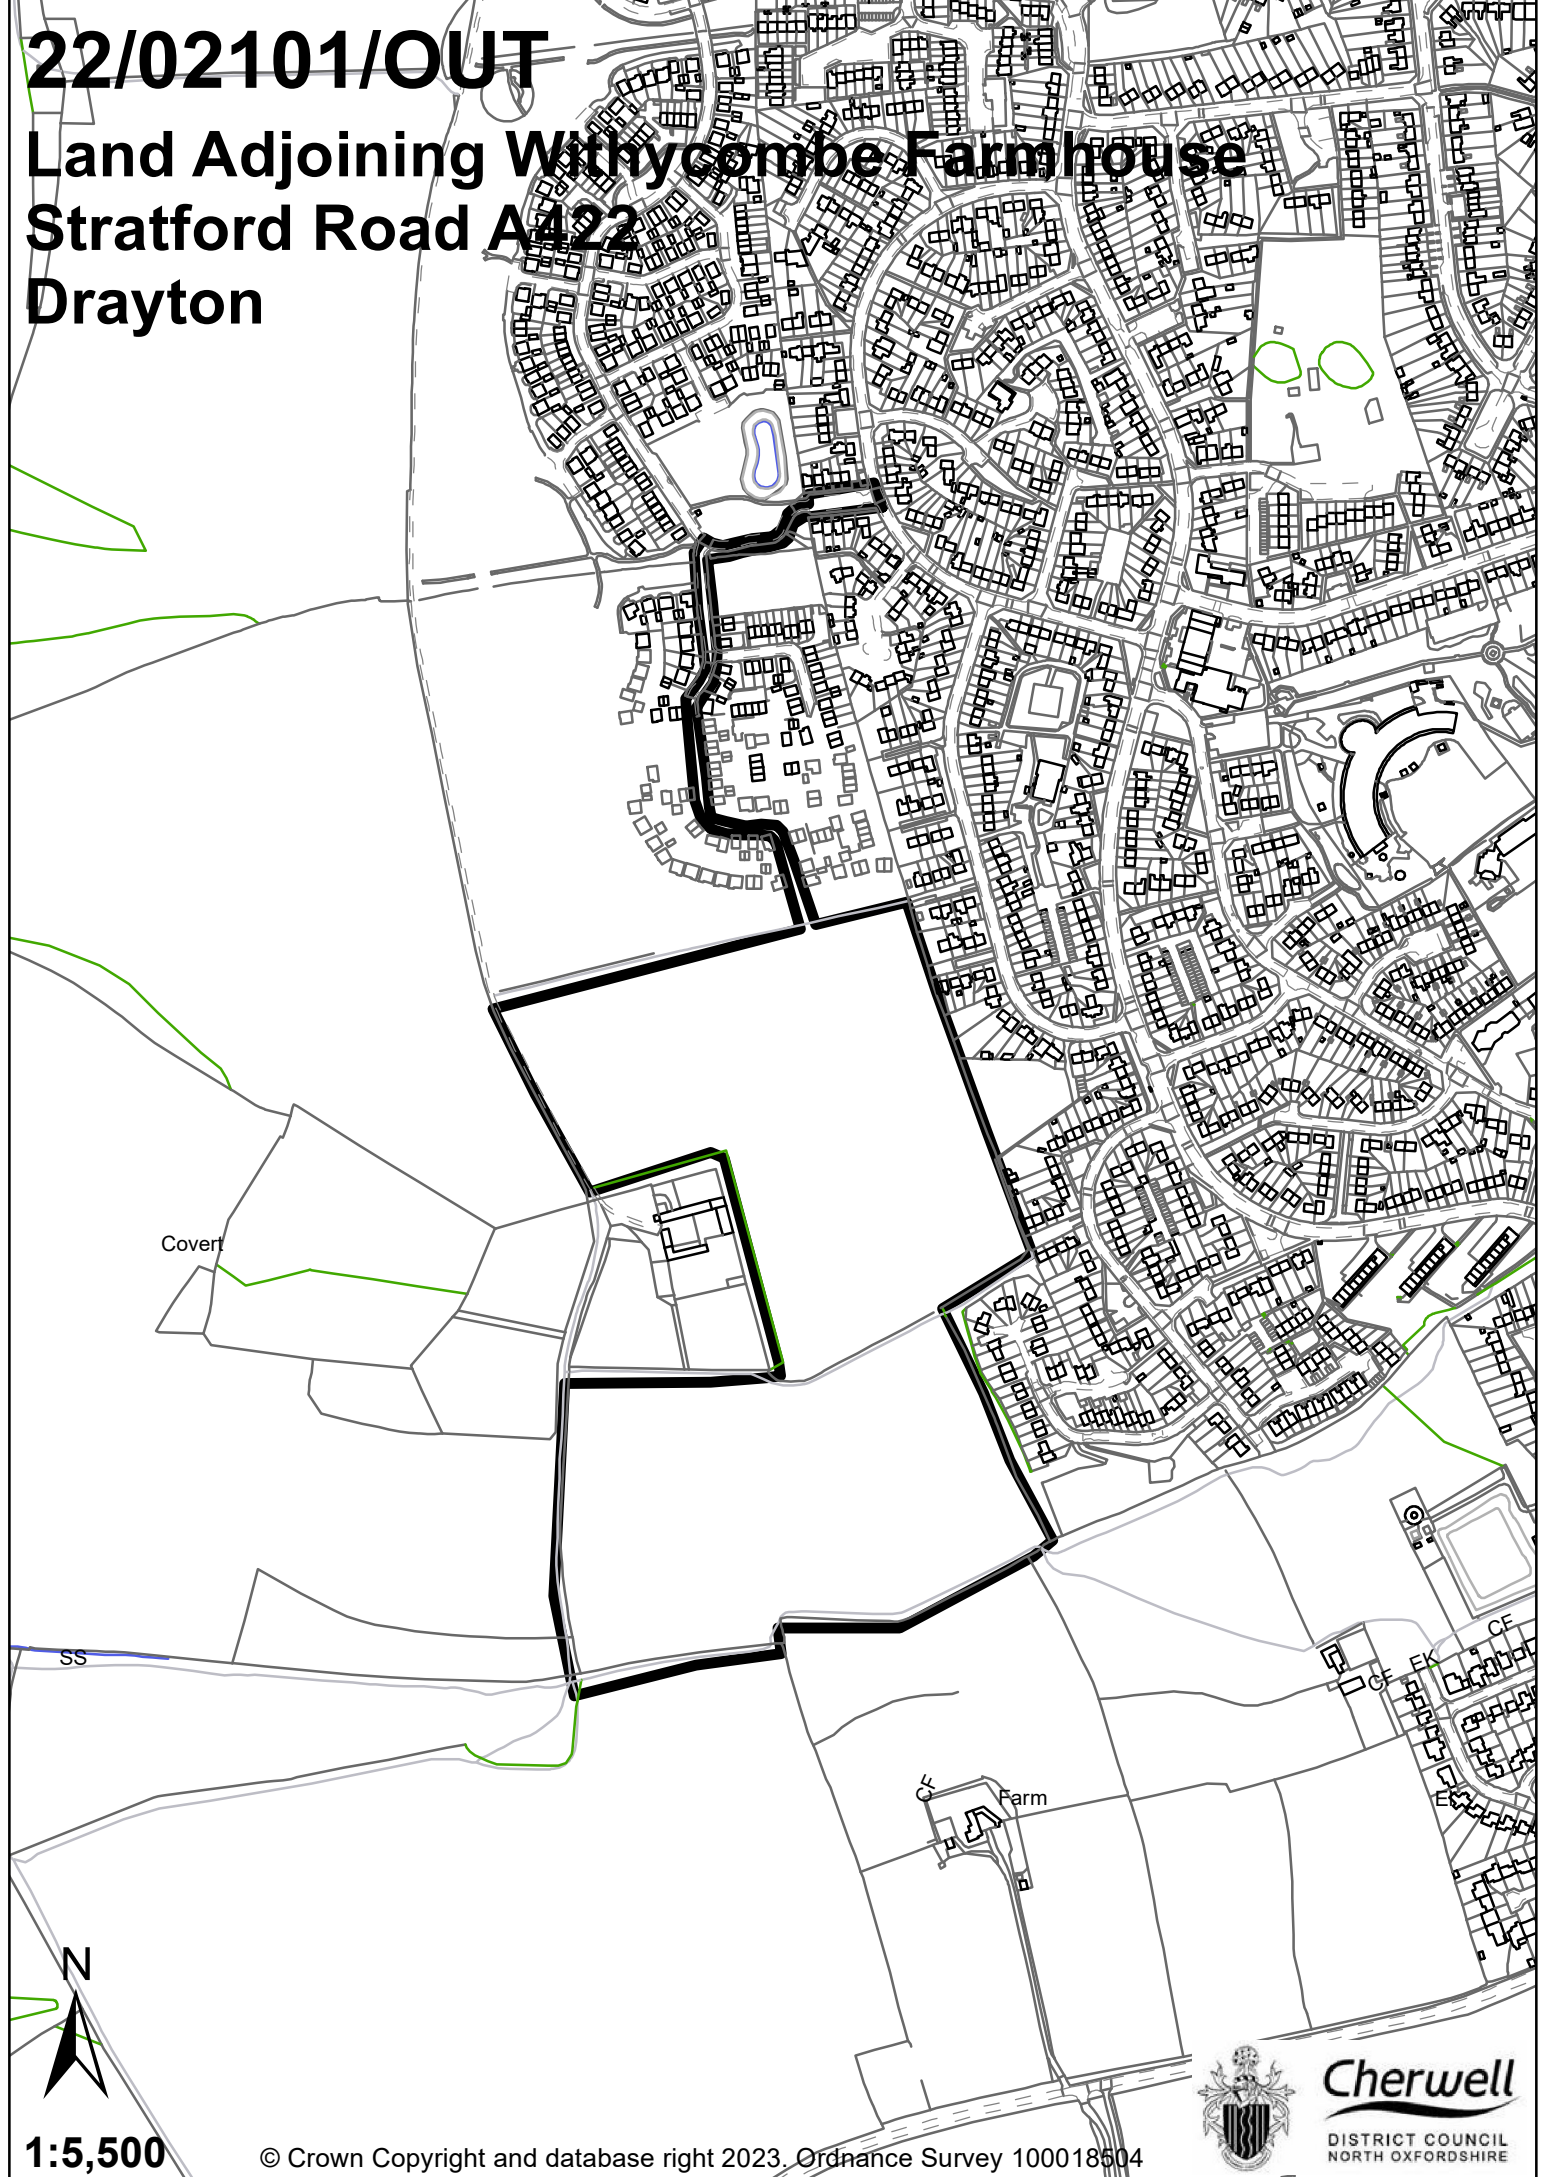 22/02101/OUT
Land Adjoining Withycombe Farmhouse
Stratford Road A422
Drayton
Covert
SS
CF
EK
CF
CF
Farm
N
1:5,500
© Crown Copyright and database right 2023. Ordnance Survey 100018504
Cherwell
DISTRICT COUNCIL
NORTH OXFORDSHIRE